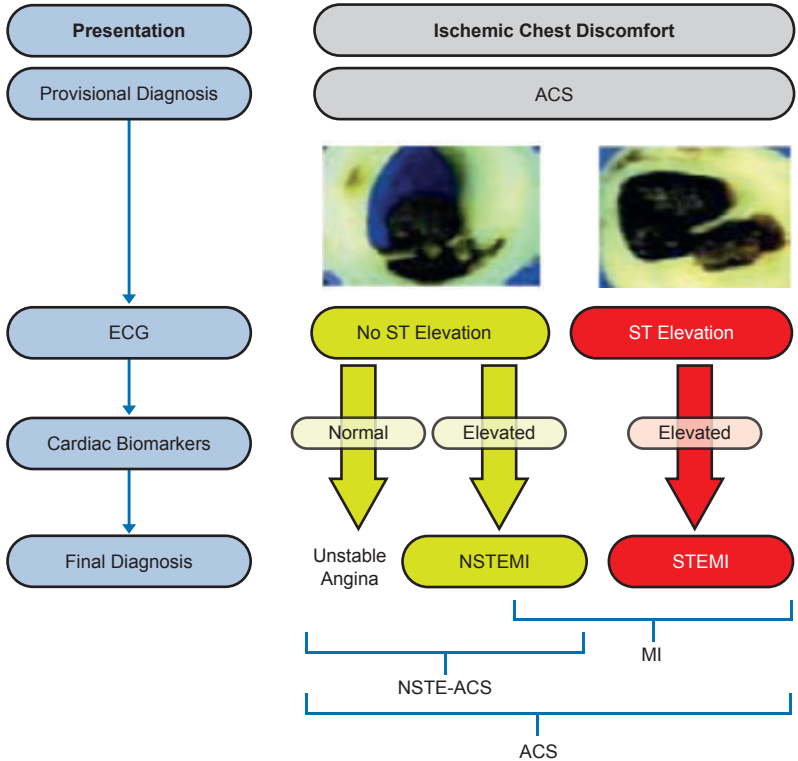 Presentation
Ischemic Chest Discomfort
Provisional Diagnosis
ACS
ECG
No ST Elevation
ST Elevation
Cardiac Biomarkers
Normal
Elevated
Elevated
Final Diagnosis
Unstable
Angina
NSTEMI
STEMI
MI
NSTE-ACS
ACS